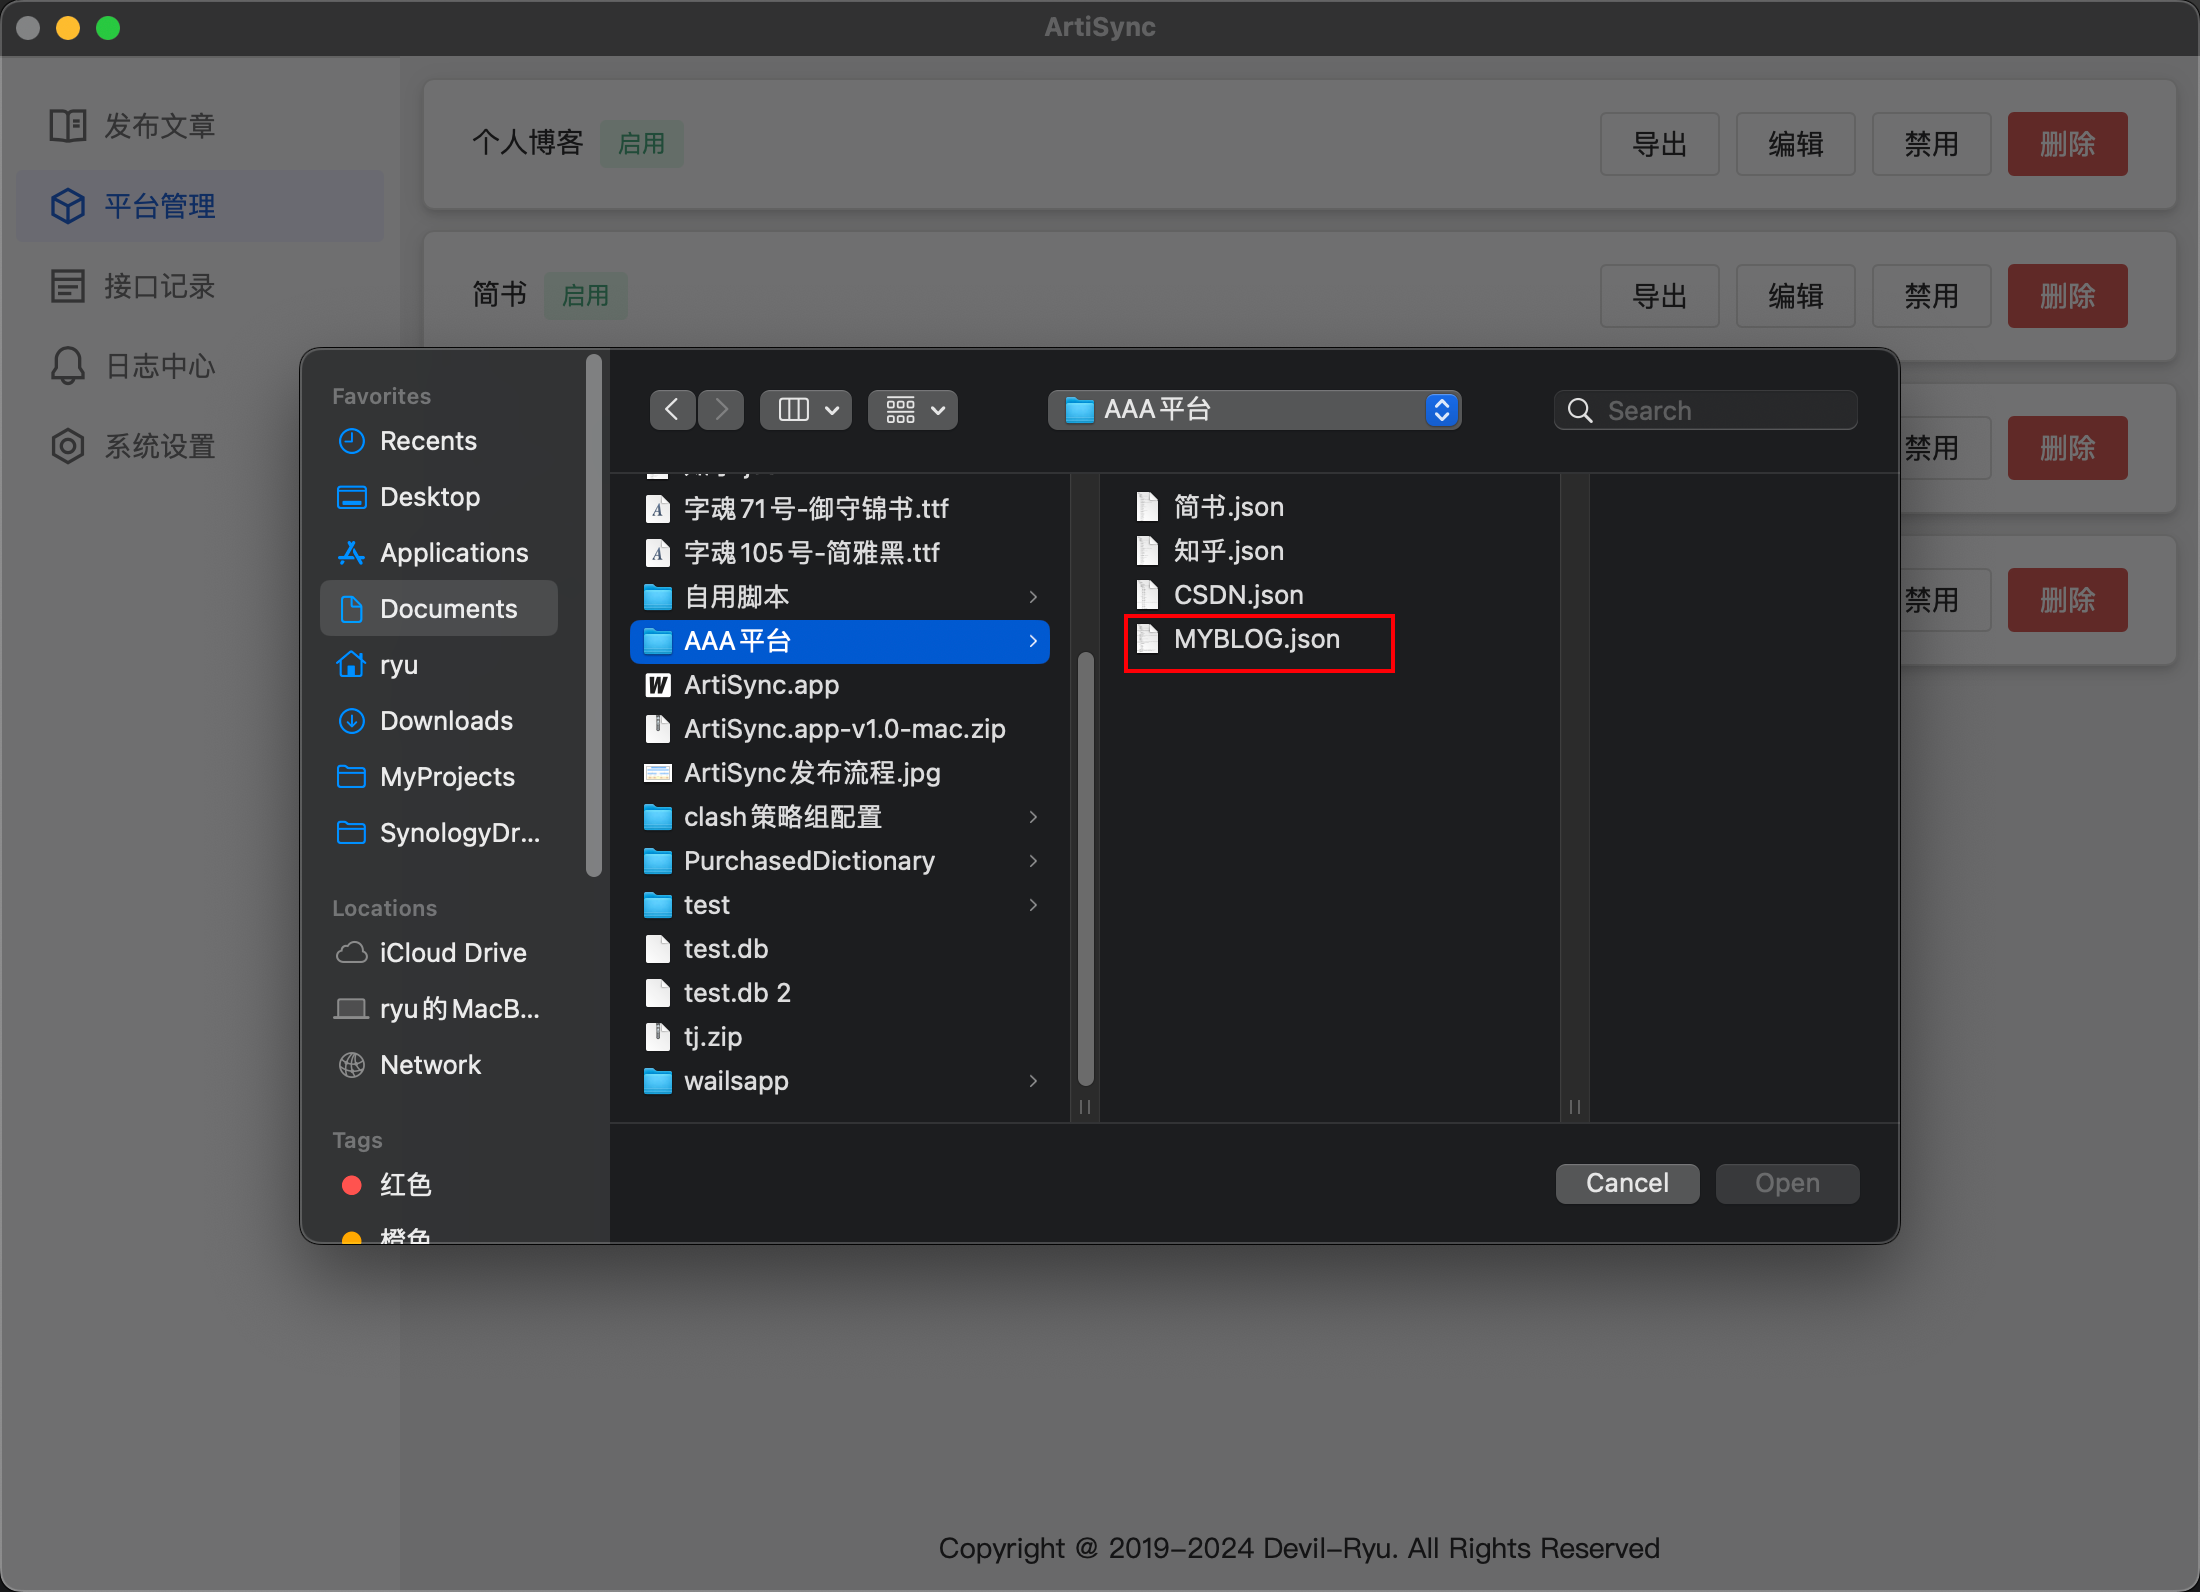 ArtiSync
发布文章
平台管理
接口记录
日志中心
系统设置
个人博客 启用 导出 编辑 禁用 删除
简书 启用 导出 编辑 禁用 删除
禁用 删除
禁用 删除
Favorites
Recents
Desktop
Applications
Documents
ryu
Downloads
MyProjects
SynologyDr...
Locations
iCloud Drive
ryu的MacB...
Network
Tags
红色
橙色
AAA平台
Search
字魂71号-御守锦书.ttf
字魂105号-简雅黑.ttf
自用脚本
AAA平台
ArtiSync.app
ArtiSync.app-v1.0-mac.zip
ArtiSync发布流程.jpg
clash策略组配置
PurchasedDictionary
test
test.db
test.db 2
tj.zip
wailsapp
简书.json
知乎.json
CSDN.json
MYBLOG.json
Cancel Open
Copyright @ 2019-2024 Devil-Ryu. All Rights Reserved